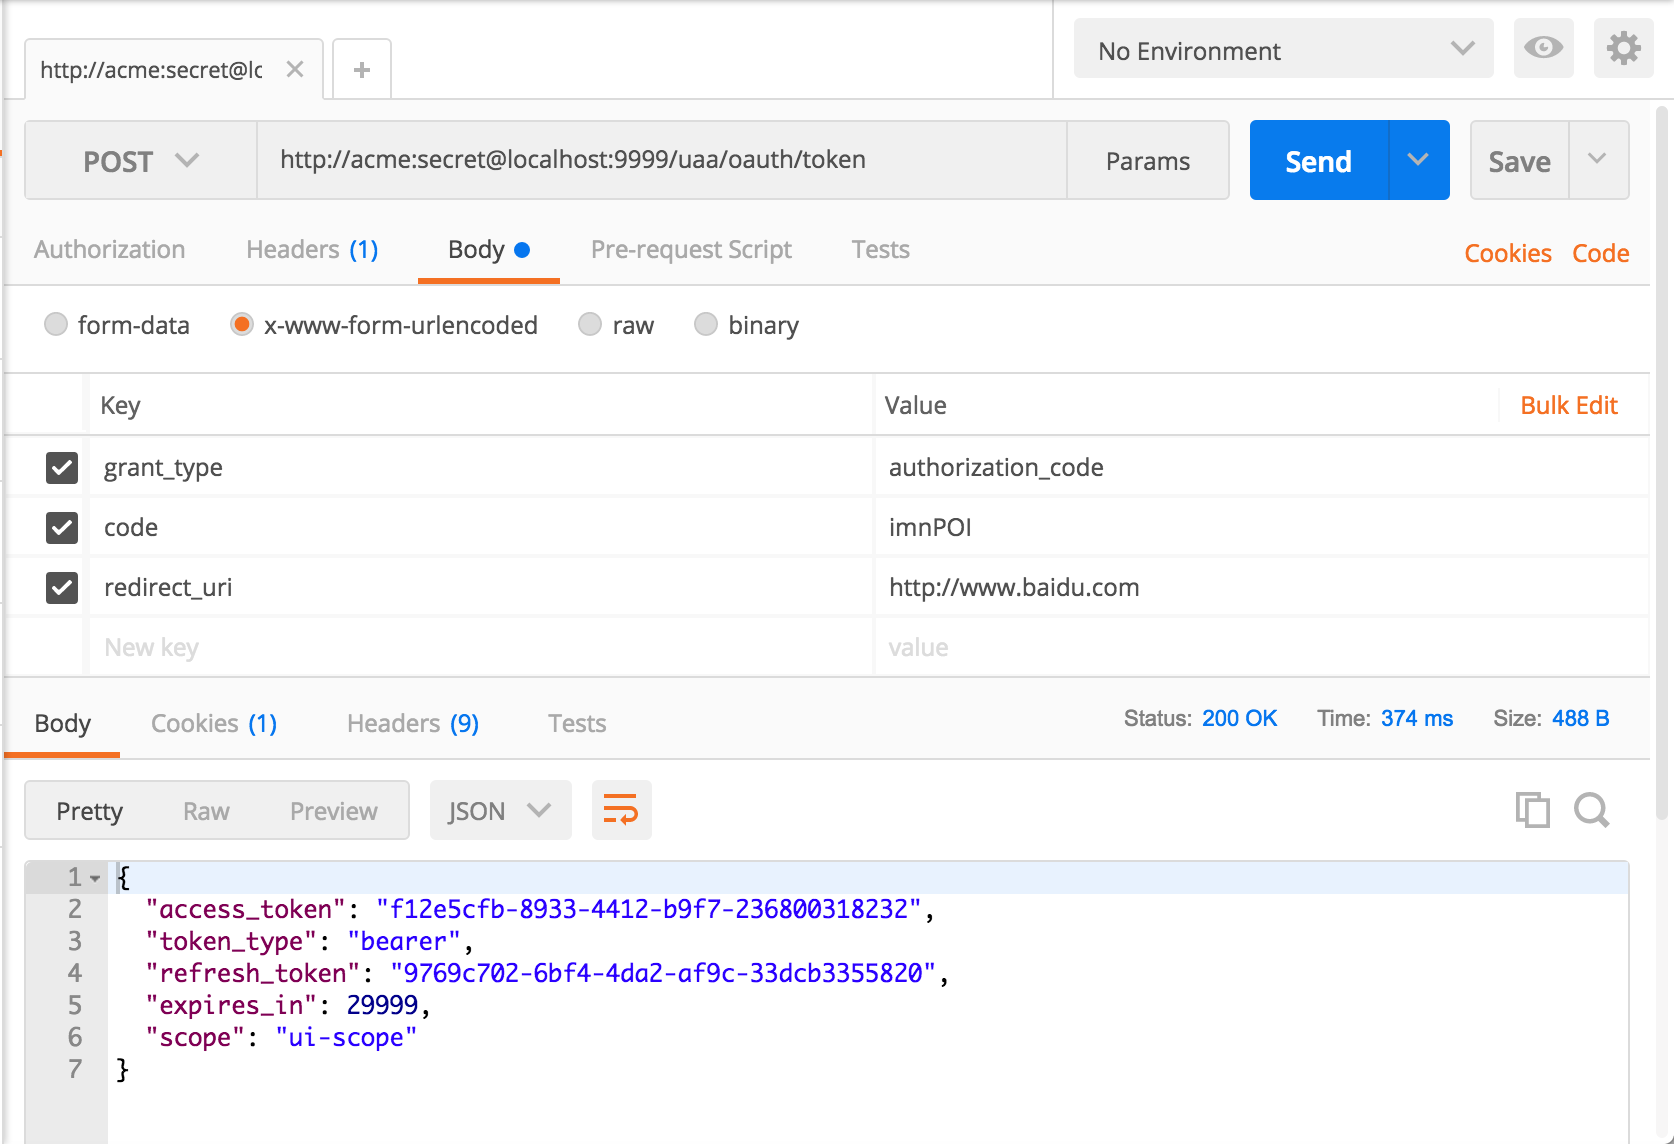 http://acme:secret@lc
No Environment
POST http://acme:secret@localhost:9999/uaa/oauth/token Params Send Save
Authorization Headers (1) Body Pre-request Script Tests Cookies Code
form-data x-www-form-urlencoded raw binary
Key Value Bulk Edit
grant_type authorization_code
code imnPOI
redirect_uri http://www.baidu.com
New key value
Body Cookies (1) Headers (9) Tests Status: 200 OK Time: 374 ms Size: 488 B
Pretty Raw Preview JSON
1 {
2 "access_token": "f12e5cfb-8933-4412-b9f7-236800318232",
3 "token_type": "bearer",
4 "refresh_token": "9769c702-6bf4-4da2-af9c-33dcb3355820",
5 "expires_in": 29999,
6 "scope": "ui-scope"
7 }